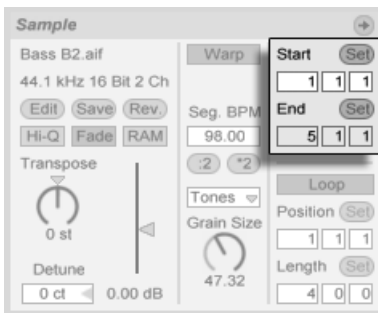 Sample
Bass B2.aif
44.1 kHz 16 Bit 2 Ch
Edit Save Rev.
Hi-Q Fade RAM
Transpose
0 st
Detune
0 ct 0.00 dB
Warp
Seg. BPM
98.00
:2 *2
Tones
Grain Size
47.32
Start Set
1 1 1
End Set
5 1 1
Loop
Position Set
1 1 1
Length Set
4 0 0